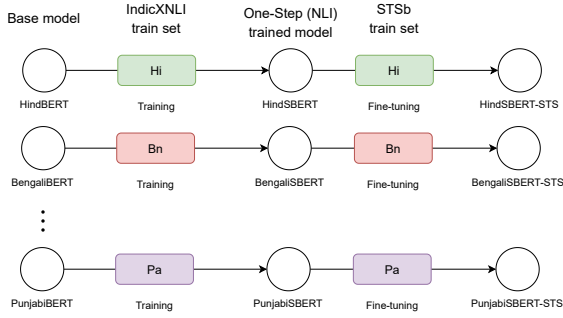 Base model
IndicXNLI
train set
One-Step (NLI)
trained model
STSb
train set
Hi
Hi
HindBERT
Training
HindSBERT
Fine-tuning
HindSBERT-STS
Bn
Bn
BengaliBERT
Training
BengaliSBERT
Fine-tuning
BengaliSBERT-STS
Pa
Pa
PunjabiBERT
Training
PunjabiSBERT
Fine-tuning
PunjabiSBERT-STS